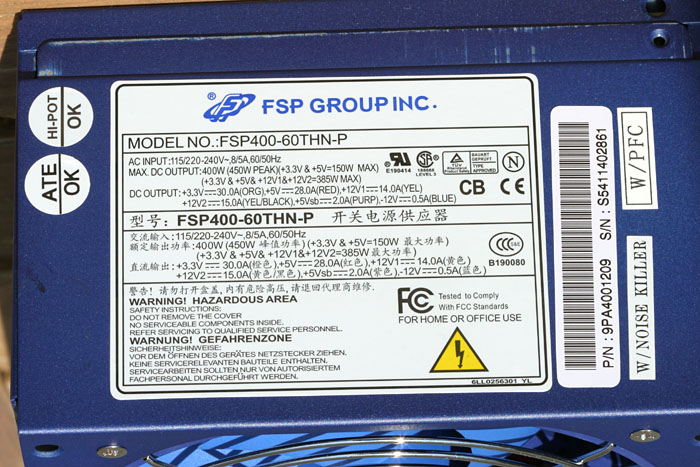 HI-POT
OK
ATE
OK
FSP GROUP INC.
MODEL NO.:FSP400-60THN-P
AC INPUT:115/220-240V~,8/5A,60/50Hz
MAX. DC OUTPUT:400W (450W PEAK)(+3.3V & +5V=150W MAX)
(+3.3V & +5V & +12V1&+12V2=385W MAX)
DC OUTPUT:+3.3V⎓30.0A(ORG),+5V⎓28.0A(RED),+12V1⎓14.0A(YEL)
+12V2⎓15.0A(YEL/BLACK),+5Vsb⎓2.0A(PURP),-12V⎓0.5A(BLUE)
E190414
LEVEL 3
BAUART
GEPRÜFT
TYPE
APPROVED
N
CB
CE
型号: FSP400-60THN-P 开关电源供应器
交流输入:115/220-240V~,8/5A,60/50Hz
额定输出功率:400W (450W 峰值功率) (+3.3V & +5V=150W 最大功率)
(+3.3V & +5V & +12V1&+12V2=385W 最大功率)
直流输出:+3.3V⎓30.0A(橙色),+5V⎓28.0A(红色),+12V1⎓14.0A(黄色)
+12V2⎓15.0A(黄色/黑色),+5Vsb⎓2.0A(紫色)-12V⎓0.5A(蓝色)
B190080
警告! 请勿打开盒盖,内有危险高压,请退回代理商维修.
WARNING! HAZARDOUS AREA
SAFETY INSTRUCTIONS:
DO NOT REMOVE THE COVER
NO SERVICEABLE COMPONENTS INSIDE.
REFER SERVICING TO QUALIFIED SERVICE PERSONNEL.
WARNUNG! GEFAHRENZONE
SICHERHEITSHINWEISE:
VOR DEM ÖFFNEN DES GERÄTES NETZSTECKER ZIEHEN.
KEINE SERVICERELEVANTEN BAUTEILE ENTHALTEN.
SERVICEARBEITEN SOLLTEN NUR VON AUTORISIERTEM
FACHPERSONAL DURCHGEFÜHRT WERDEN.
FC
Tested to Comply
With FCC Standards
FOR HOME OR OFFICE USE
6LL0256301 YL
P/N: 9PA4001209 S/N: S5411402861
W/PFC
W/NOISE KILLER